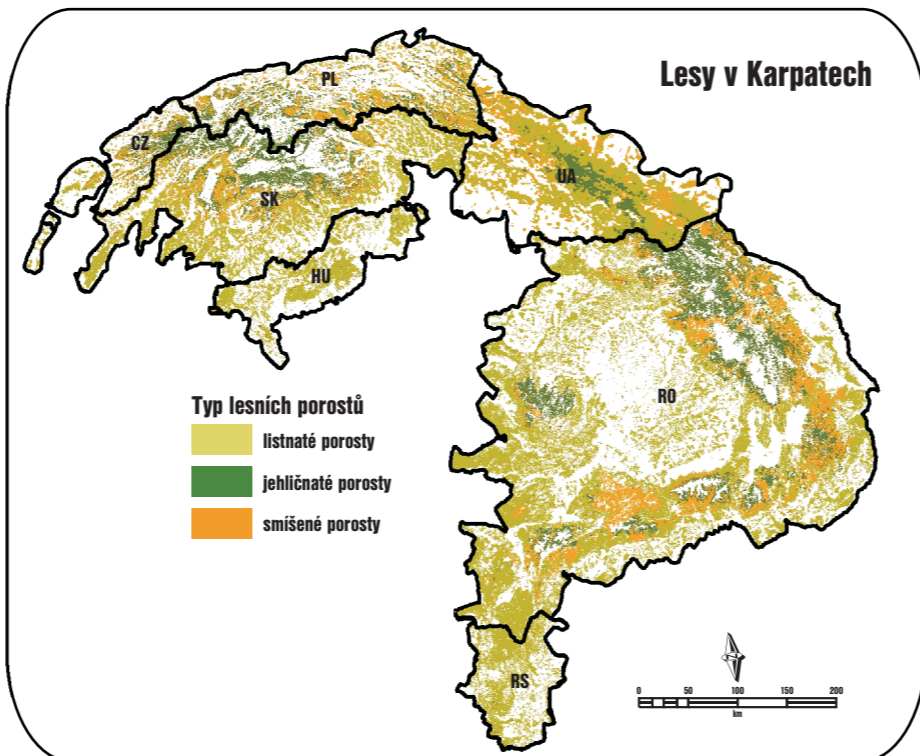 Lesy v Karpatech
PL
CZ
SK
UA
HU
RO
RS
Typ lesních porostů
listnaté porosty
jehličnaté porosty
smíšené porosty
N
0 50 100 150 200
km